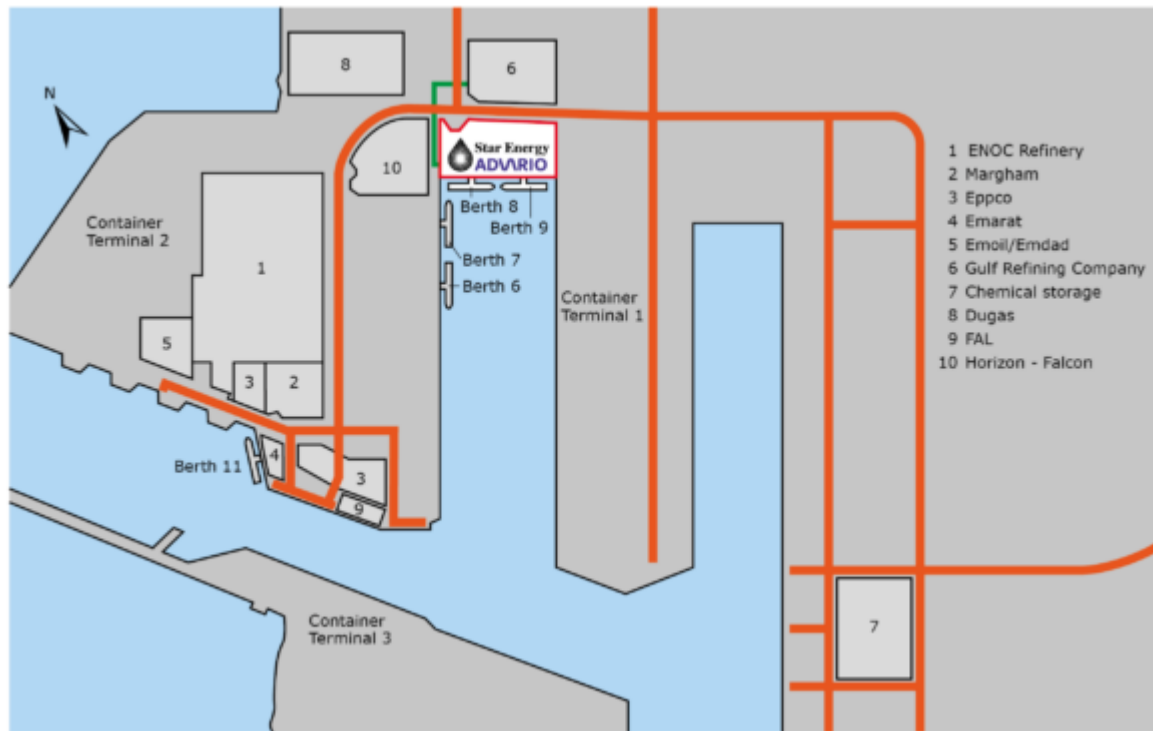 N
8
6
Star Energy
ADVARIO
10
Berth 8
Berth 9
Berth 7
Berth 6
Container
Terminal 2
1
Container
Terminal 1
5
3
2
Berth 11
4
3
9
Container
Terminal 3
7
1 ENOC Refinery
2 Margham
3 Eppco
4 Emarat
5 Emoil/Emdad
6 Gulf Refining Company
7 Chemical storage
8 Dugas
9 FAL
10 Horizon - Falcon